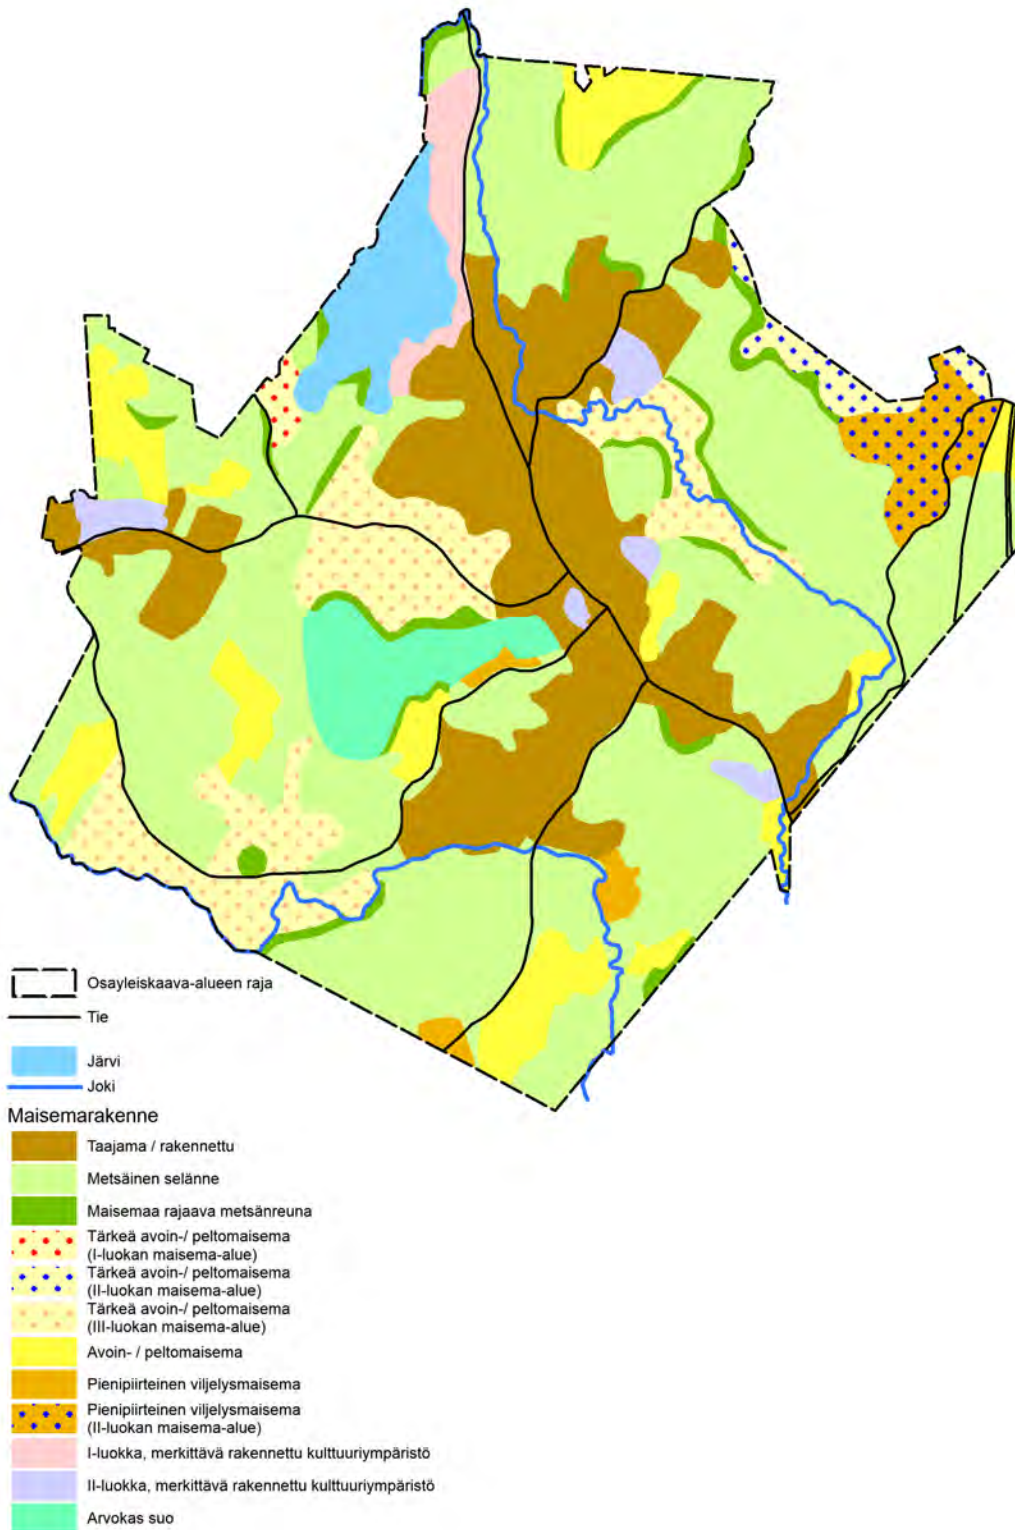 Osayleiskaava-alueen raja
Tie
Järvi
Joki
Maisemarakenne
Taajama / rakennettu
Metsäinen selänne
Maisemaa rajaava metsänreuna
Tärkeä avoin-/ peltomaisema
(I-luokan maisema-alue)
Tärkeä avoin-/ peltomaisema
(II-luokan maisema-alue)
Tärkeä avoin-/ peltomaisema
(III-luokan maisema-alue)
Avoin- / peltomaisema
Pienipiirteinen viljelysmaisema
Pienipiirteinen viljelysmaisema
(II-luokan maisema-alue)
I-luokka, merkittävä rakennettu kulttuuriympäristö
II-luokka, merkittävä rakennettu kulttuuriympäristö
Arvokas suo